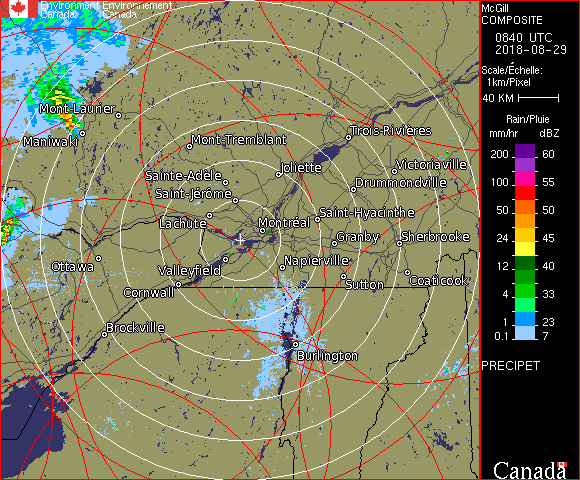 Environment Environnement
Canada Canada
Mont-Laurier
Maniwaki
Mont-Tremblant
Trois-Rivières
Joliette
Victoriaville
Sainte-Adèle
Drummondville
Saint-Jérôme
Lachute
Montréal
Saint-Hyacinthe
Granby
Sherbrooke
Ottawa
Valleyfield
Napierville
Cornwall
Sutton
Coaticook
Brockville
Burlington
McGill
COMPOSITE
0840 UTC
2018-08-29
Scale/Échelle:
1km/Pixel
40 KM
Rain/Pluie
mm/hr dBZ
200 60
150 57
100 55
50 50
24 45
12 40
4 33
1 23
0.1 7
PRECIPET
Canada